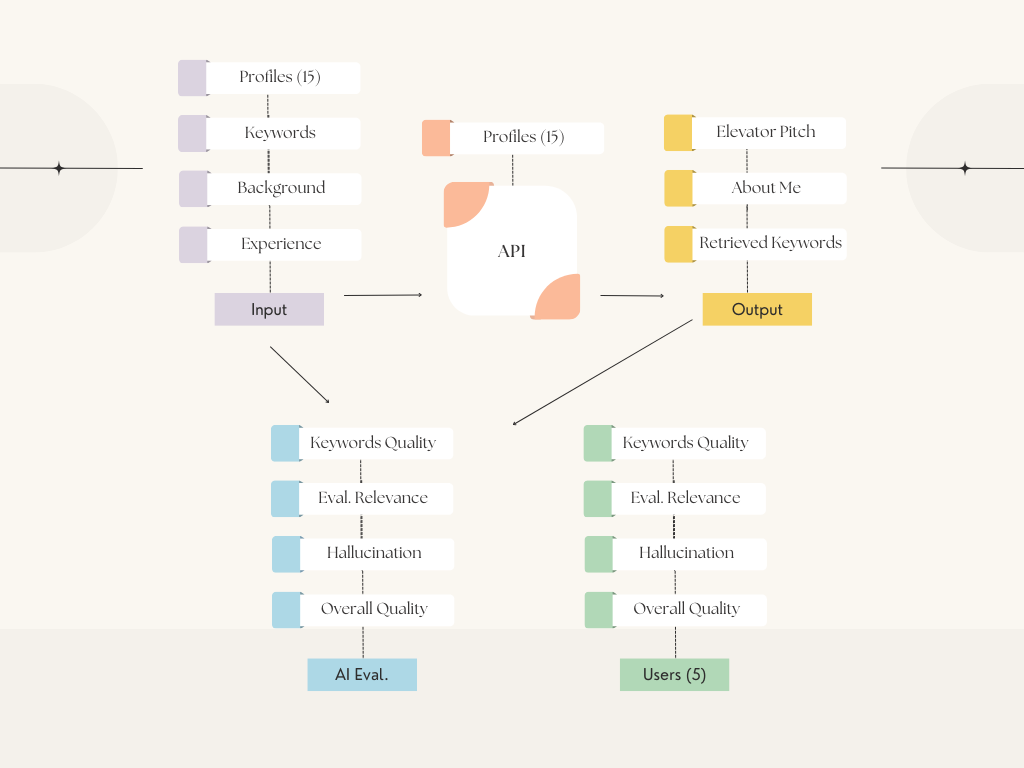 Profiles (15)
Keywords
Background
Experience
Input
Profiles (15)
API
Elevator Pitch
About Me
Retrieved Keywords
Output
Keywords Quality
Eval. Relevance
Hallucination
Overall Quality
AI Eval.
Keywords Quality
Eval. Relevance
Hallucination
Overall Quality
Users (5)